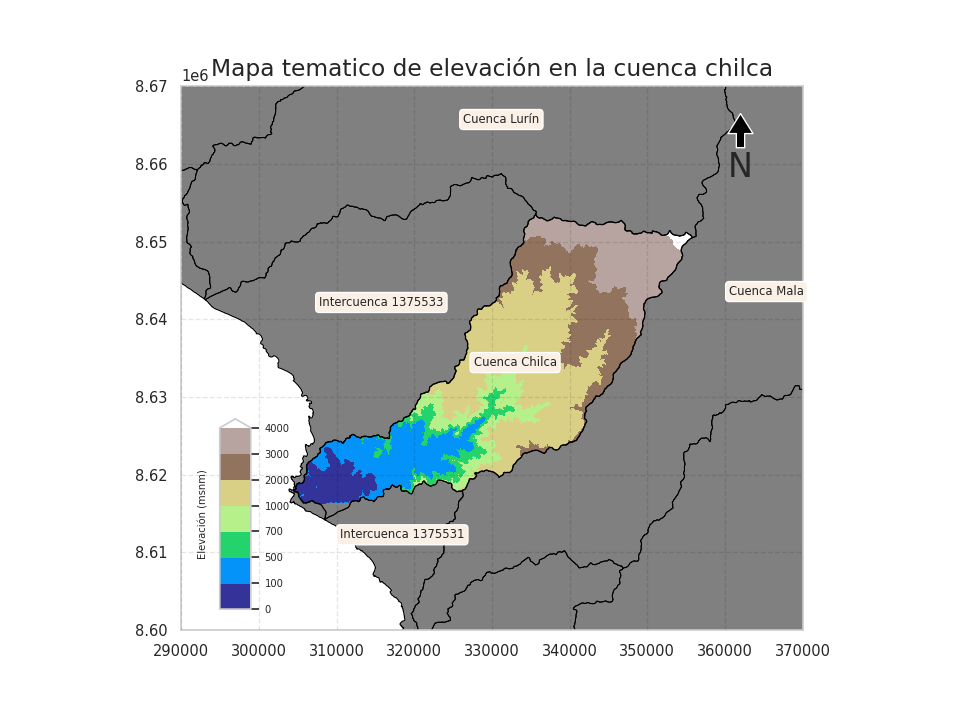 Mapa tematico de elevación en la cuenca chilca
1e6
8.67
8.66
8.65
8.64
8.63
8.62
8.61
8.60
Cuenca Lurín
N
Cuenca Mala
Intercuenca 1375533
Cuenca Chilca
Intercuenca 1375531
Elevación (msnm)
4000
3000
2000
1000
700
500
100
0
290000 300000 310000 320000 330000 340000 350000 360000 370000